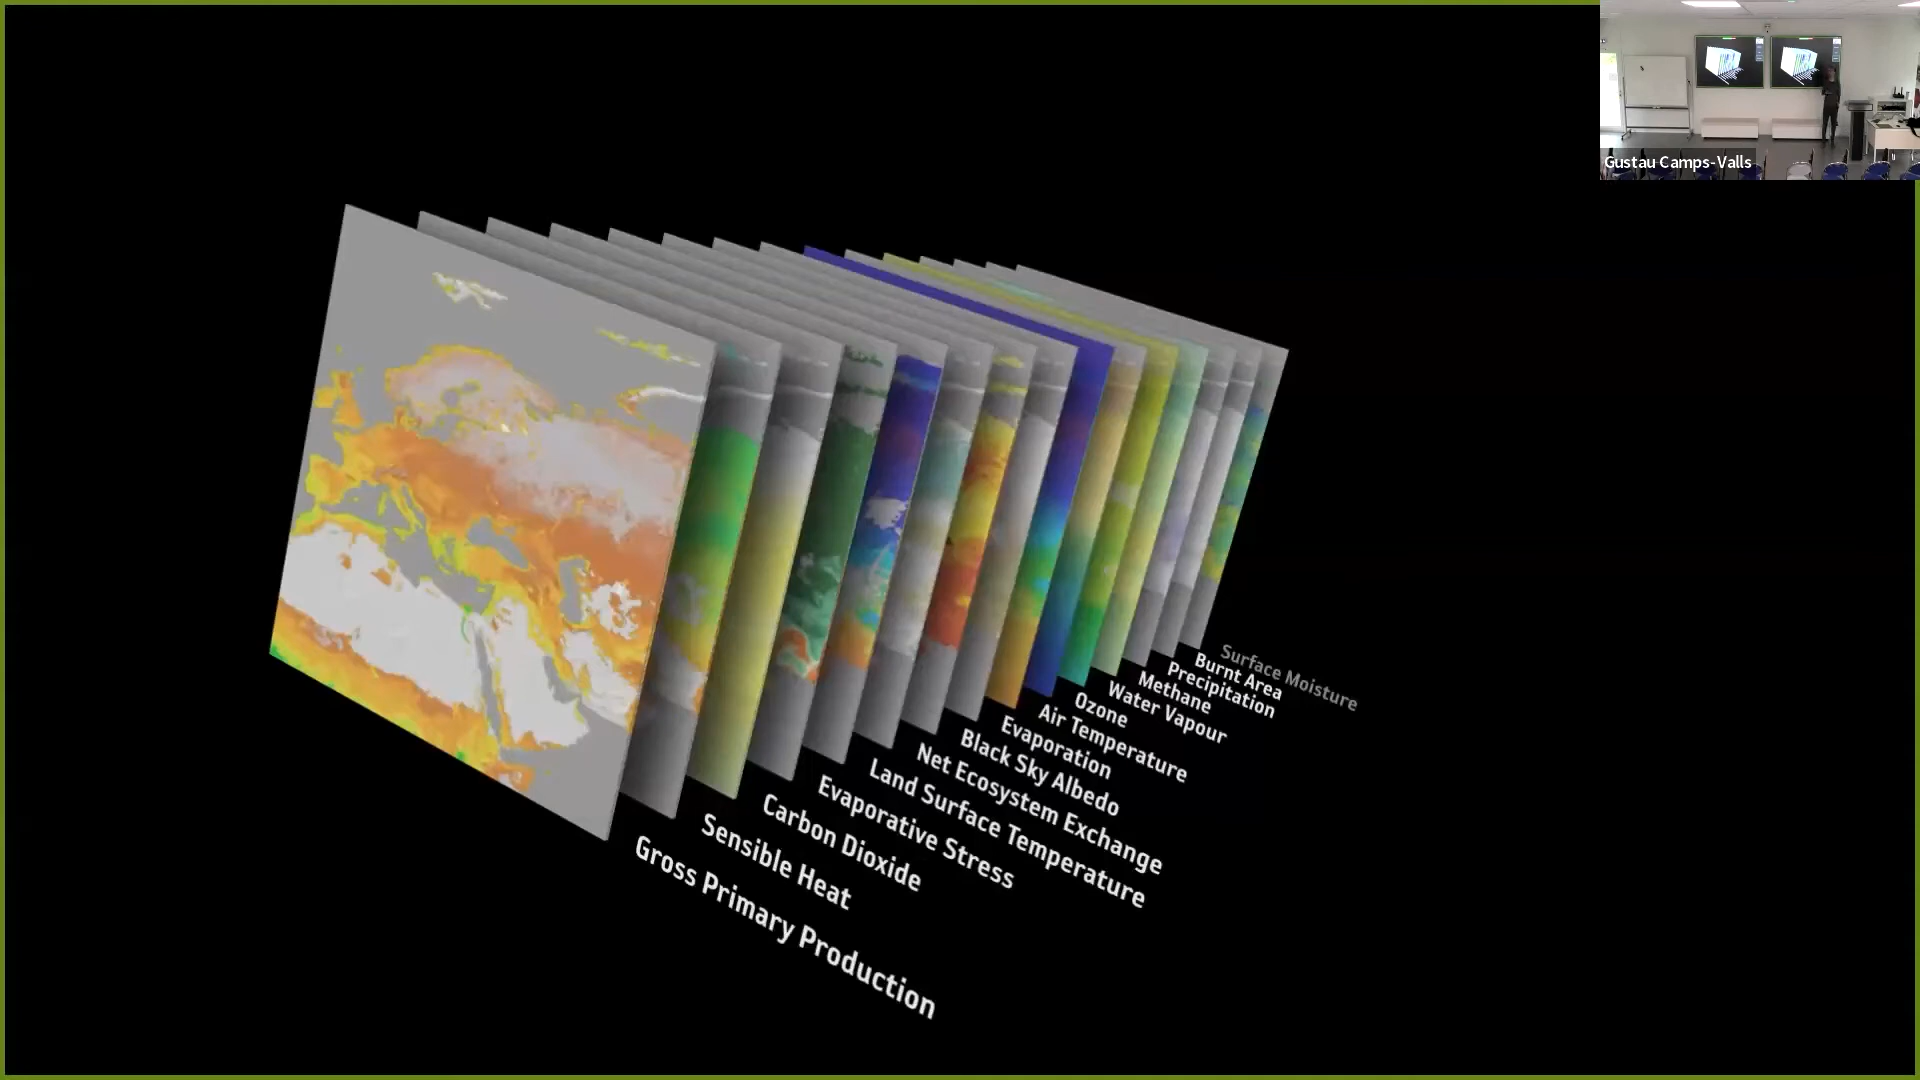 Gustau Camps-Valls
Surface Moisture
Burnt Area
Precipitation
Methane
Water Vapour
Ozone
Air Temperature
Evaporation
Black Sky Albedo
Net Ecosystem Exchange
Land Surface Temperature
Evaporative Stress
Carbon Dioxide
Sensible Heat
Gross Primary Production